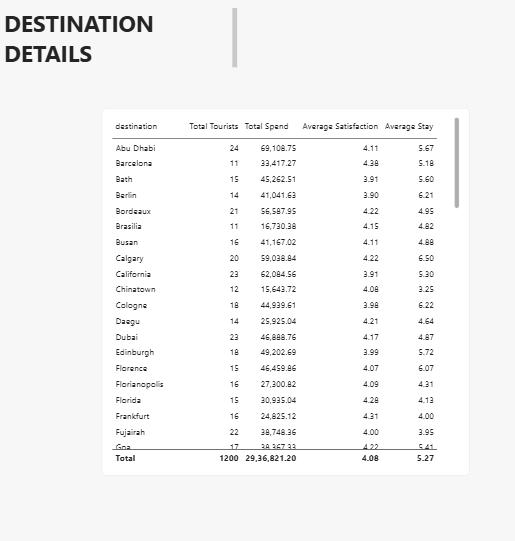 DESTINATION
DETAILS
destination Total Tourists Total Spend Average Satisfaction Average Stay
Abu Dhabi 24 69,108.75 4.11 5.67
Barcelona 11 33,417.27 4.38 5.18
Bath 15 45,262.51 3.91 5.60
Berlin 14 41,041.63 3.90 6.21
Bordeaux 21 56,587.95 4.22 4.95
Brasilia 11 16,730.38 4.15 4.82
Busan 16 41,167.02 4.11 4.88
Calgary 20 59,038.84 4.22 6.50
California 23 62,084.56 3.91 5.30
Chinatown 12 15,643.72 4.08 3.25
Cologne 18 44,939.61 3.98 6.22
Daegu 14 25,925.04 4.21 4.64
Dubai 23 46,888.76 4.17 4.87
Edinburgh 18 49,202.69 3.99 5.72
Florence 15 46,459.86 4.07 6.07
Florianopolis 16 27,300.82 4.09 4.31
Florida 15 30,935.04 4.28 4.13
Frankfurt 16 24,825.12 4.31 4.00
Fujairah 22 38,748.36 4.00 3.95
Goa 17 38,367.33 4.22 5.41
Total 1200 29,36,821.20 4.08 5.27